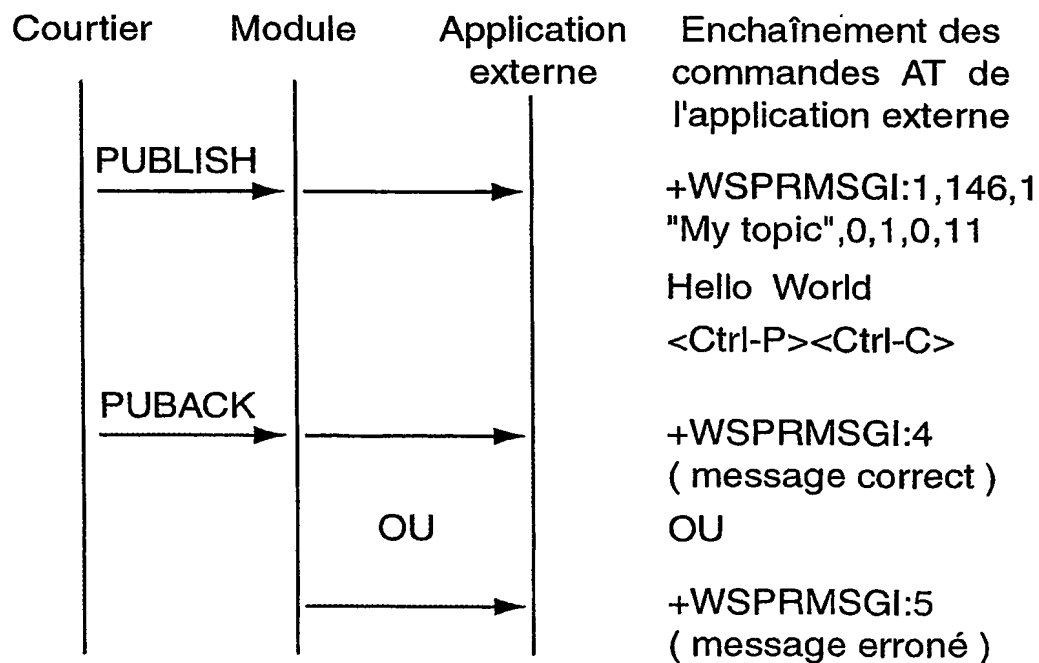 Courtier Module Application externe Enchaînement des commandes AT de l'application externe
PUBLISH
+WSPRMSGI:1,146,1
"My topic",0,1,0,11
Hello World
<Ctrl-P><Ctrl-C>
PUBACK
+WSPRMSGI:4
( message correct )
OU
OU
+WSPRMSGI:5
( message erroné )